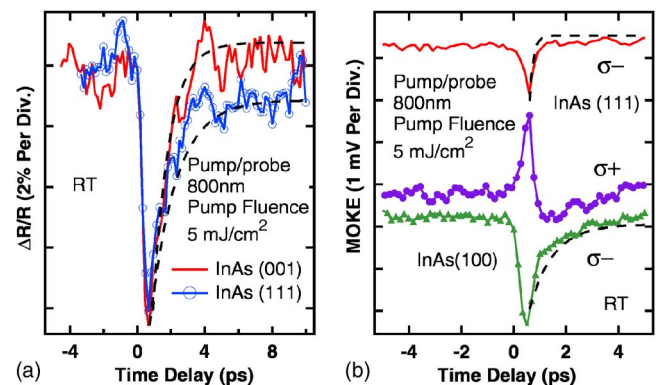 ΔR/R (2% Per Div.)
RT
Pump/probe
800nm
Pump Fluence
5 mJ/cm²
InAs (001)
InAs (111)
-4 0 4 8
Time Delay (ps)
(a)
MOKE (1 mV Per Div.)
Pump/probe
800nm
Pump Fluence
5 mJ/cm²
σ−
InAs (111)
σ+
InAs(100)
σ−
RT
-4 -2 0 2 4
Time Delay (ps)
(b)